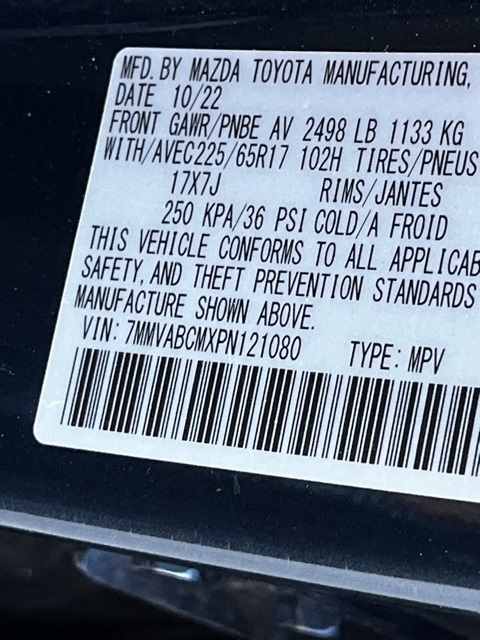 MFD. BY MAZDA TOYOTA MANUFACTURING,
DATE 10/22
FRONT GAWR/PNBE AV 2498 LB 1133 KG
WITH/AVEC225/65R17 102H TIRES/PNEUS
17X7J RIMS/JANTES
250 KPA/36 PSI COLD/A FROID
THIS VEHICLE CONFORMS TO ALL APPLICAB
SAFETY, AND THEFT PREVENTION STANDARDS
MANUFACTURE SHOWN ABOVE.
VIN: 7MMVABCMXPN121080 TYPE: MPV